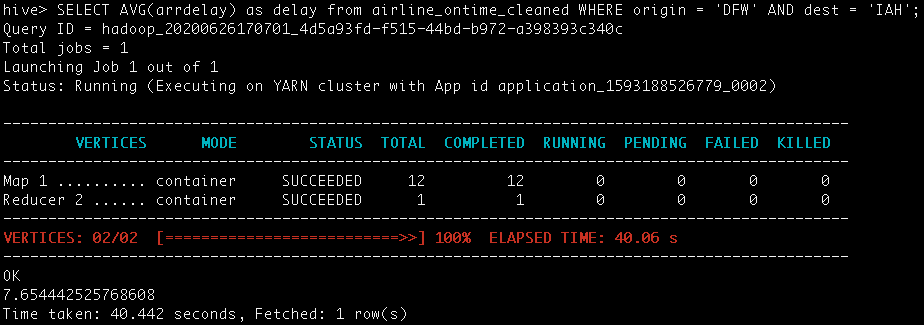 hive> SELECT AVG(arrdelay) as delay from airline_ontime_cleaned WHERE origin = 'DFW' AND dest = 'IAH';
Query ID = hadoop_20200626170701_4d5a93fd-f515-44bd-b972-a398393c340c
Total jobs = 1
Launching Job 1 out of 1
Status: Running (Executing on YARN cluster with App id application_1593188526779_0002)
----------------------------------------------------------------------------------------------
VERTICES MODE STATUS TOTAL COMPLETED RUNNING PENDING FAILED KILLED
----------------------------------------------------------------------------------------------
Map 1 .......... container SUCCEEDED 12 12 0 0 0 0
Reducer 2 ...... container SUCCEEDED 1 1 0 0 0 0
----------------------------------------------------------------------------------------------
VERTICES: 02/02 [==========================>>] 100% ELAPSED TIME: 40.06 s
----------------------------------------------------------------------------------------------
OK
7.654442525768608
Time taken: 40.442 seconds, Fetched: 1 row(s)